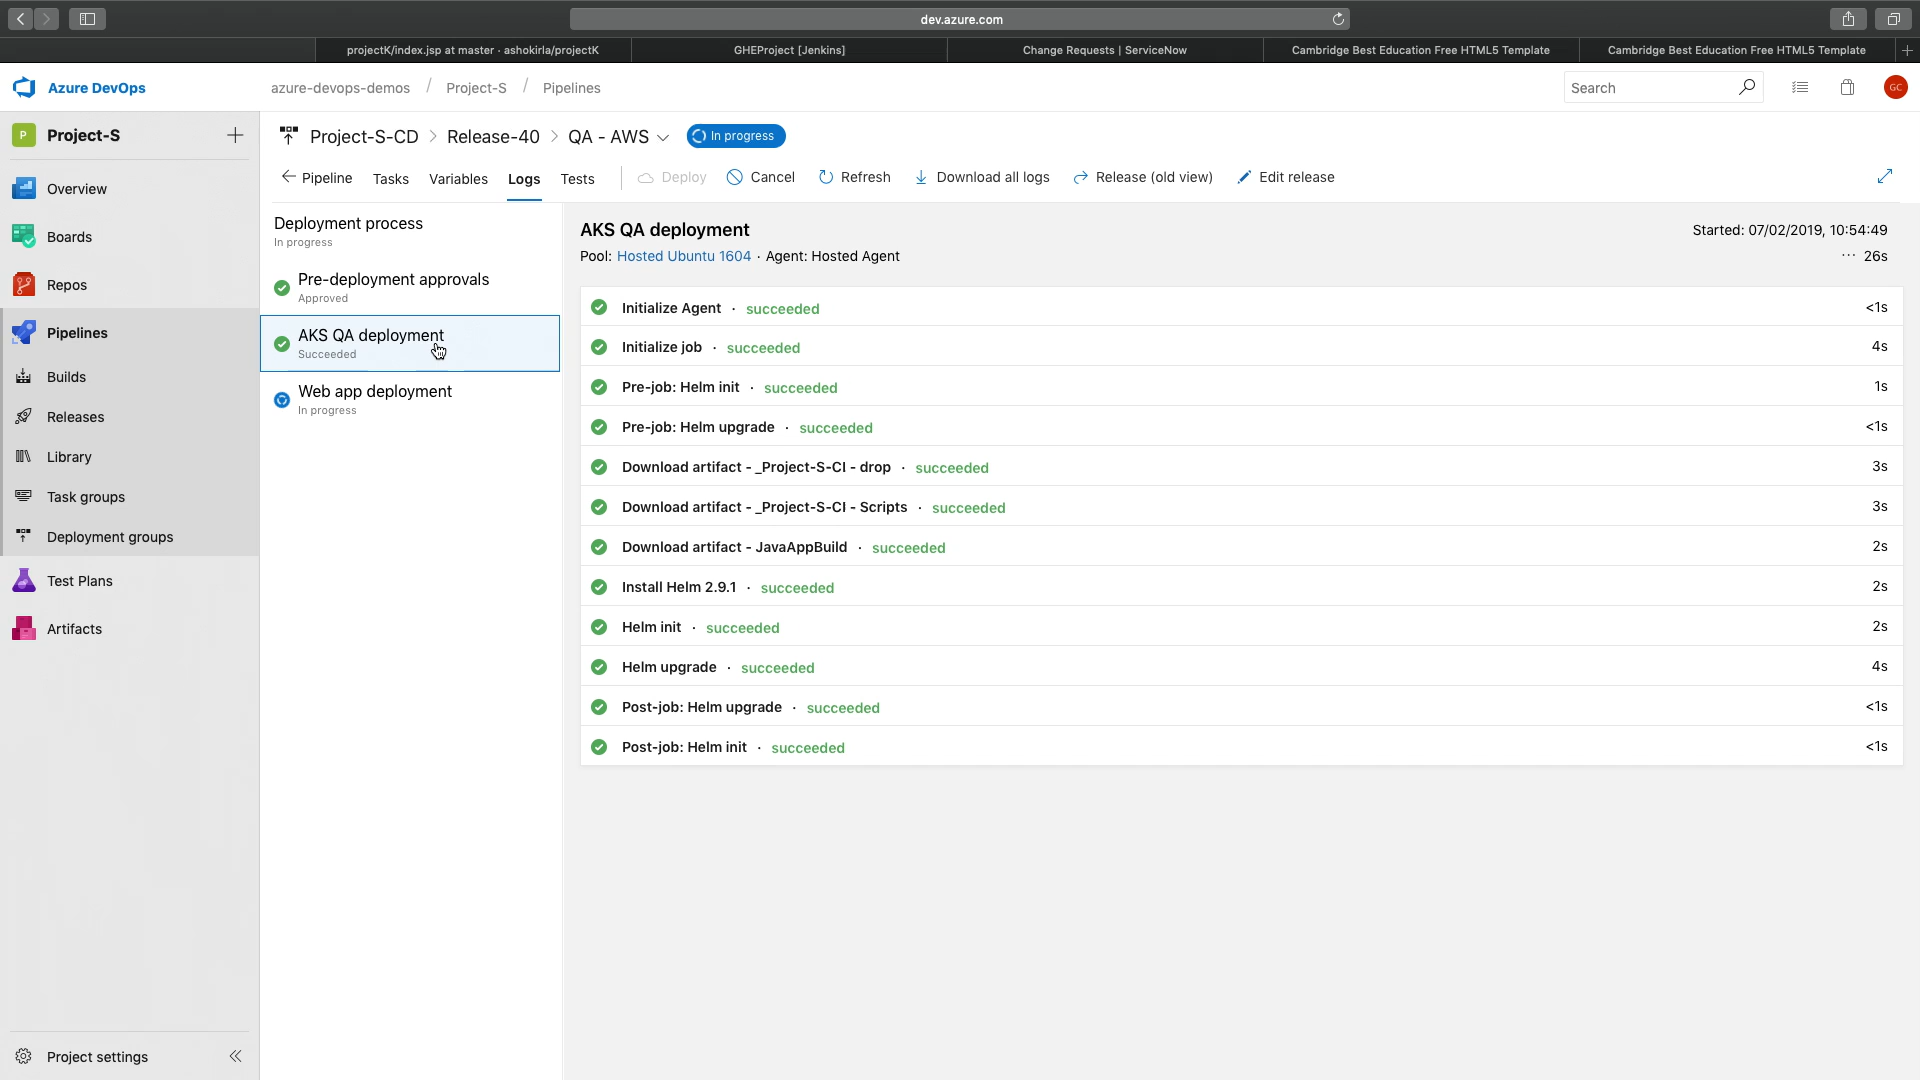 dev.azure.com
projectK/index.jsp at master · ashokirla/projectK
GHEProject [Jenkins]
Change Requests | ServiceNow
Cambridge Best Education Free HTML5 Template
Cambridge Best Education Free HTML5 Template
Azure DevOps
azure-devops-demos / Project-S / Pipelines
Search
GC
P Project-S
Overview
Boards
Repos
Pipelines
Builds
Releases
Library
Task groups
Deployment groups
Test Plans
Artifacts
Project settings
Project-S-CD > Release-40 > QA - AWS
In progress
Pipeline
Tasks
Variables
Logs
Tests
Deploy
Cancel
Refresh
Download all logs
Release (old view)
Edit release
Deployment process
In progress
Pre-deployment approvals
Approved
AKS QA deployment
Succeeded
Web app deployment
In progress
AKS QA deployment
Started: 07/02/2019, 10:54:49
Pool: Hosted Ubuntu 1604 · Agent: Hosted Agent
··· 26s
Initialize Agent · succeeded <1s
Initialize job · succeeded 4s
Pre-job: Helm init · succeeded 1s
Pre-job: Helm upgrade · succeeded <1s
Download artifact - _Project-S-CI - drop · succeeded 3s
Download artifact - _Project-S-CI - Scripts · succeeded 3s
Download artifact - JavaAppBuild · succeeded 2s
Install Helm 2.9.1 · succeeded 2s
Helm init · succeeded 2s
Helm upgrade · succeeded 4s
Post-job: Helm upgrade · succeeded <1s
Post-job: Helm init · succeeded <1s